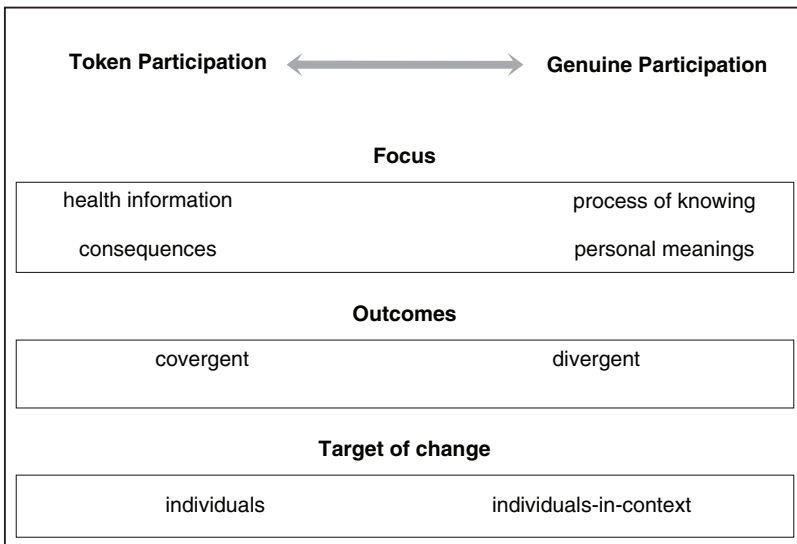 Token Participation Genuine Participation
Focus
health information process of knowing
consequences personal meanings
Outcomes
covergent divergent
Target of change
individuals individuals-in-context